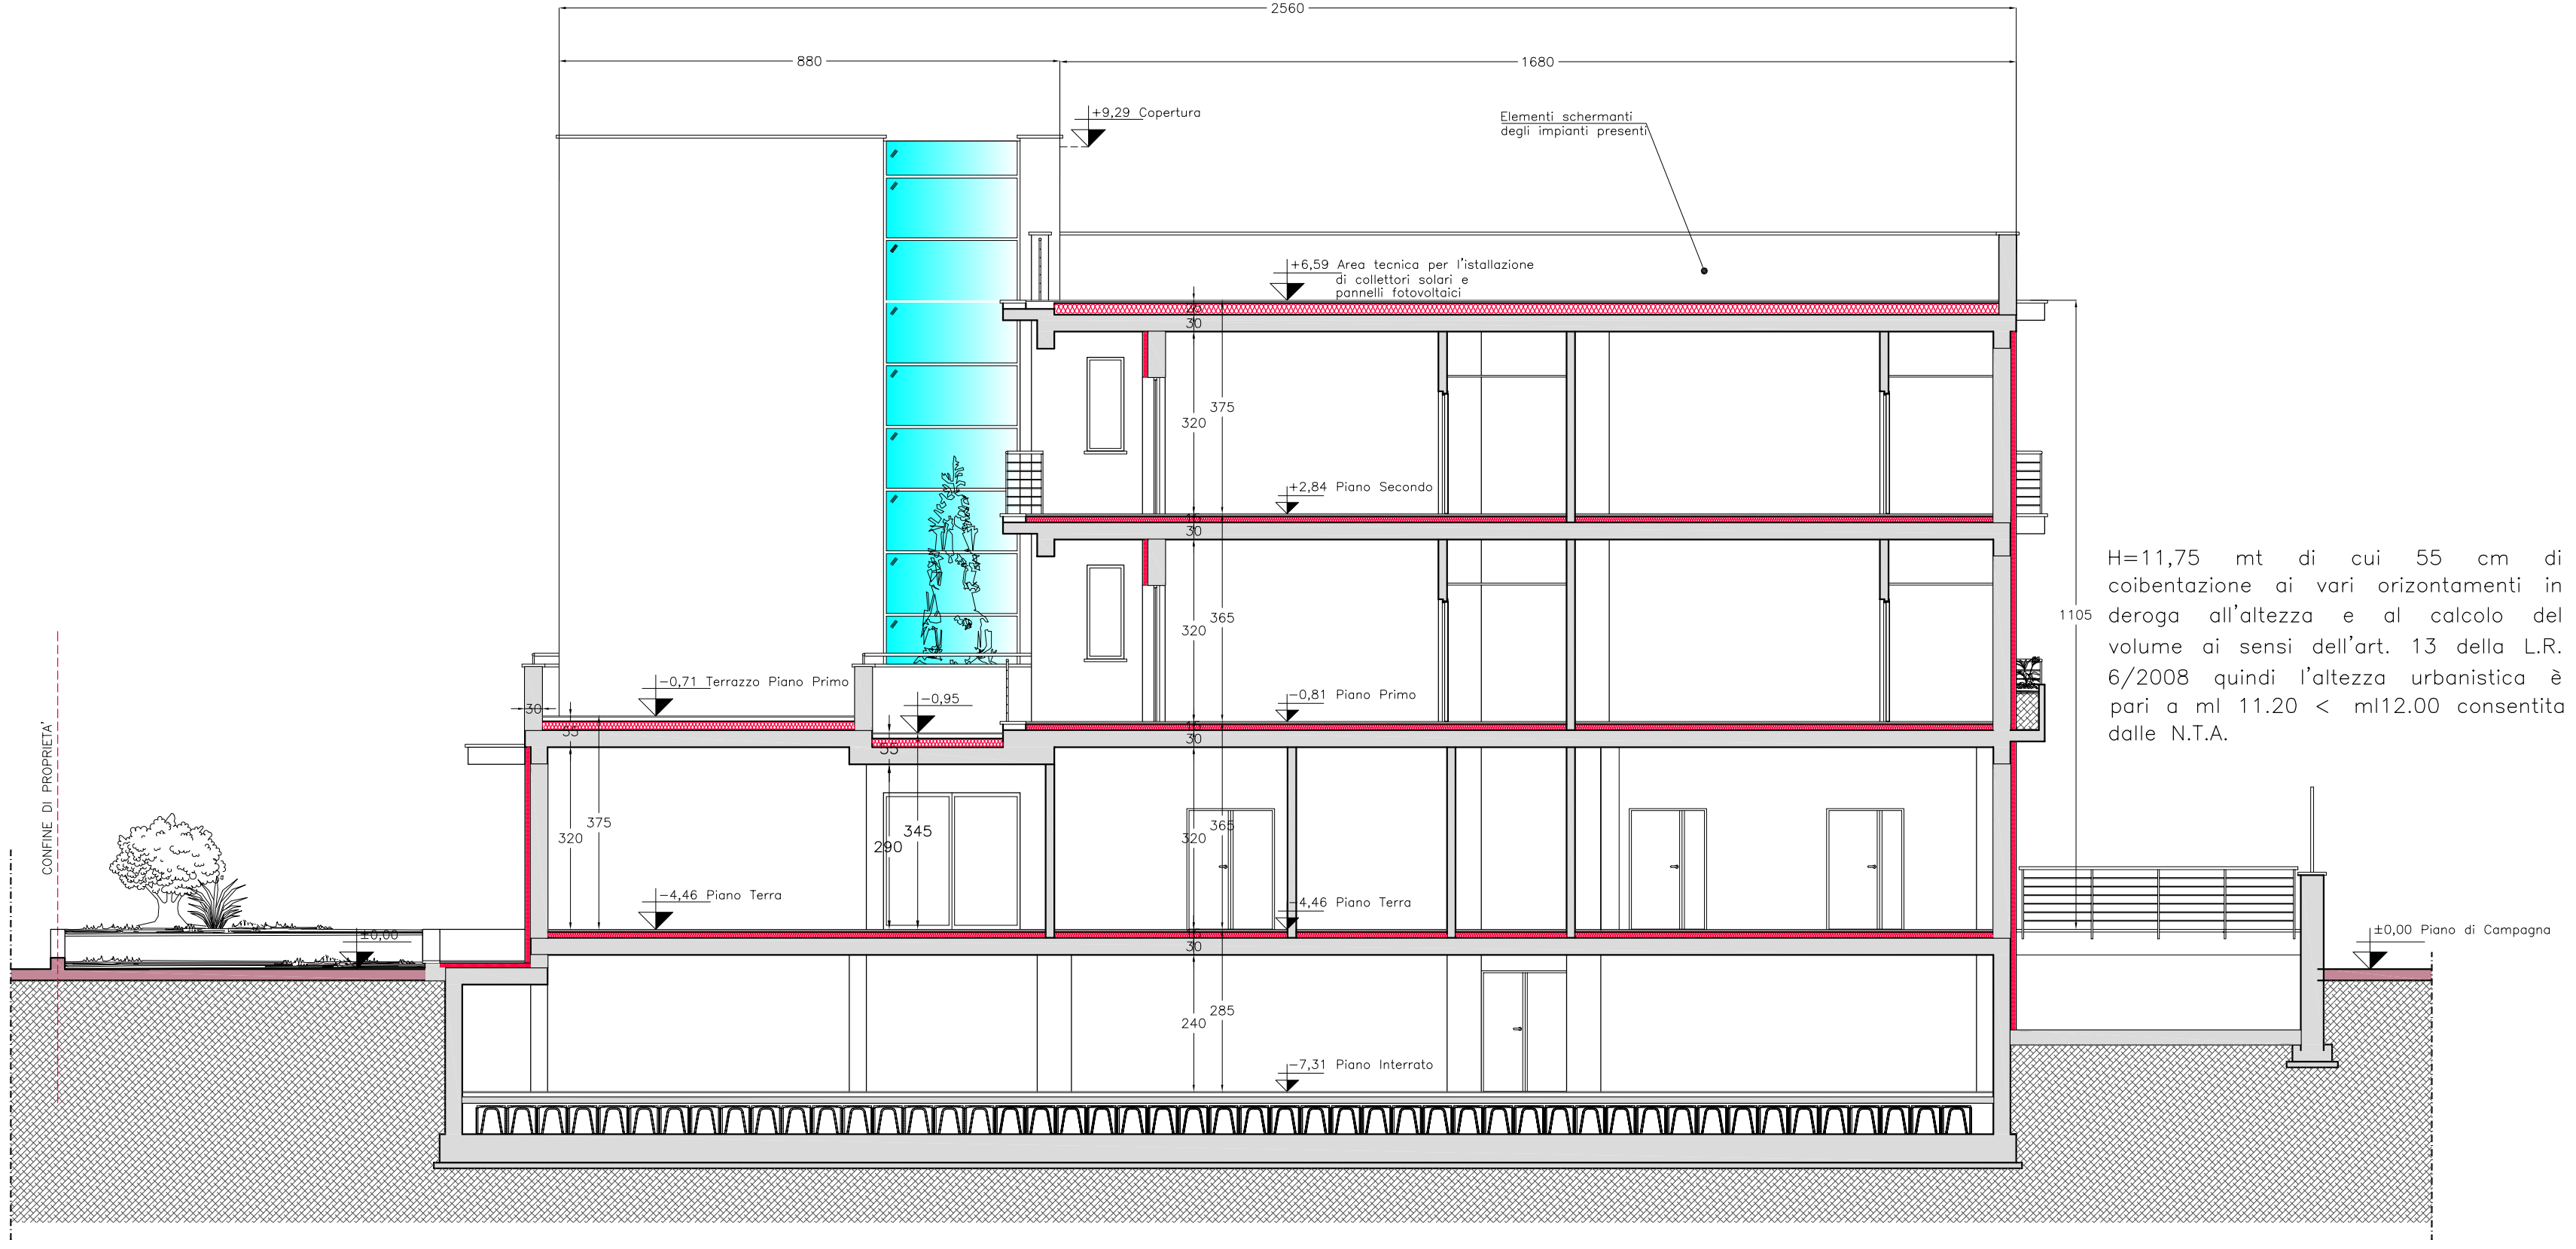 2560
880
1680
+9,29 Copertura
Elementi schermanti
degli impianti presenti
+6,59 Area tecnica per l'istallazione
di collettori solari e
pannelli fotovoltaici
30
320
375
+2,84 Piano Secondo
15
30
H=11,75 mt di cui 55 cm di
coibentazione ai vari orizontamenti in
deroga all'altezza e al calcolo del
volume ai sensi dell'art. 13 della L.R.
6/2008 quindi l'altezza urbanistica è
pari a ml 11.20 < ml12.00 consentita
dalle N.T.A.
1105
320
365
-0,71 Terrazzo Piano Primo
-0,95
-0,81 Piano Primo
30
55
55
15
30
CONFINE DI PROPRIETA'
320
375
290
345
320
365
-4,46 Piano Terra
-4,46 Piano Terra
±0,00
±0,00 Piano di Campagna
15
30
240
285
-7,31 Piano Interrato